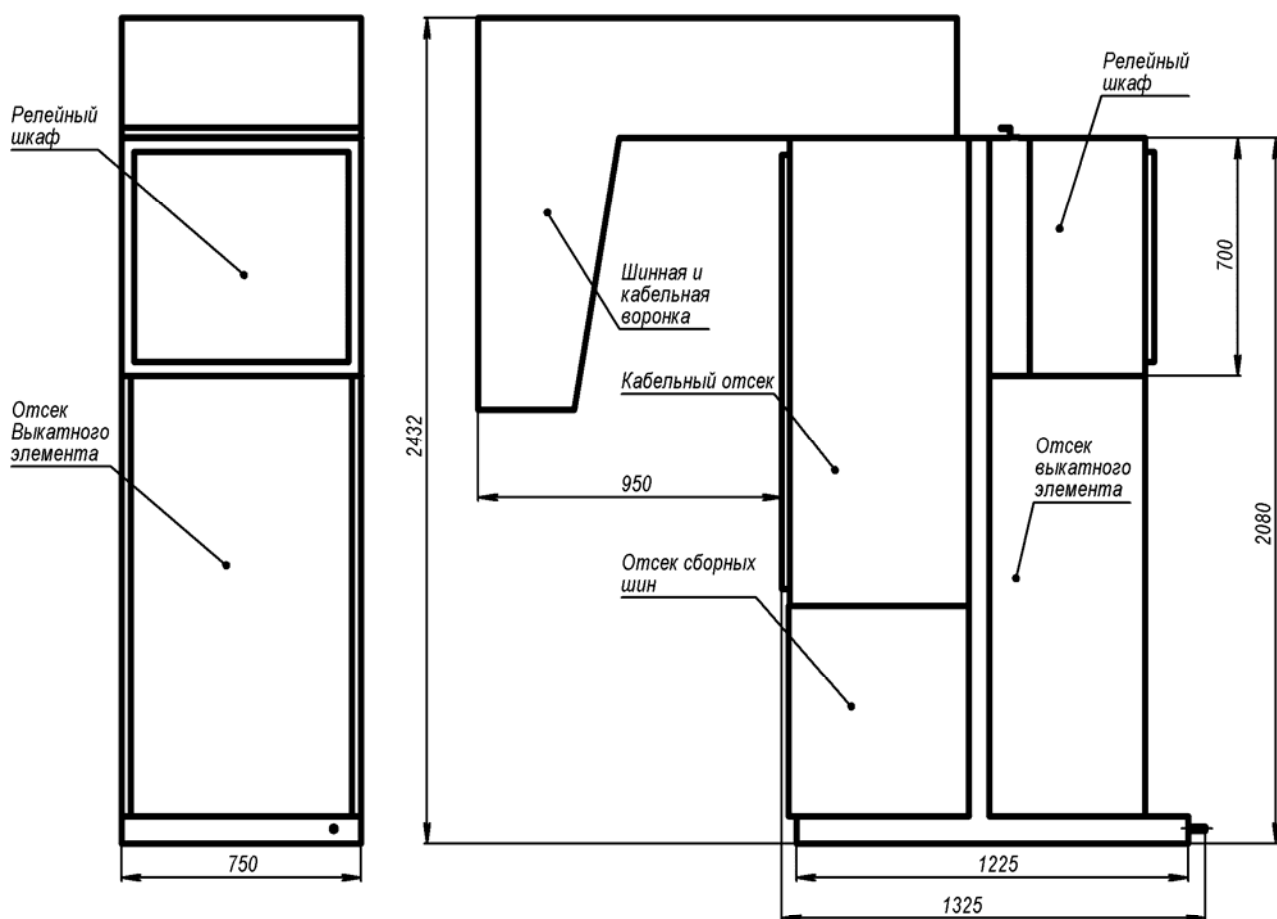 Релейный
шкаф
Отсек
Выкатного
элемента
750
2432
Релейный
шкаф
700
Шинная и
кабельная
воронка
Кабельный отсек
950
Отсек
выкатного
элемента
2080
Отсек сборных
шин
1225
1325